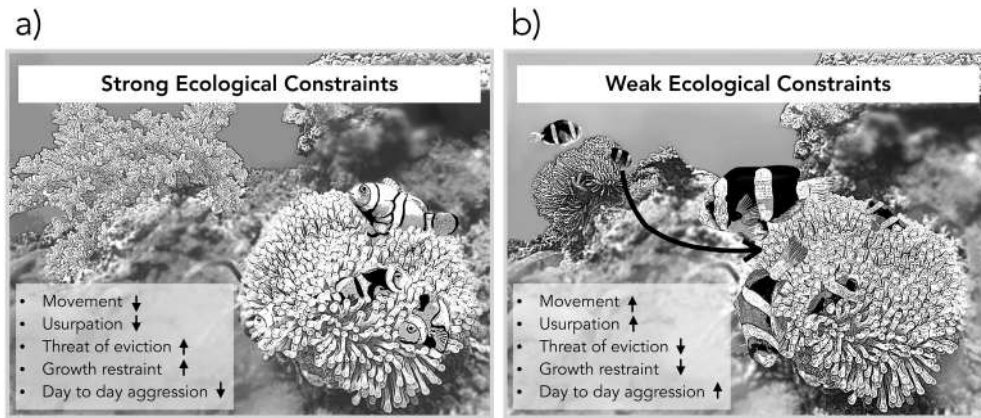 a)
Strong Ecological Constraints
• Movement ↓
• Usurpation ↓
• Threat of eviction ↑
• Growth restraint ↑
• Day to day aggression ↓
b)
Weak Ecological Constraints
• Movement ↑
• Usurpation ↑
• Threat of eviction ↓
• Growth restraint ↓
• Day to day aggression ↑